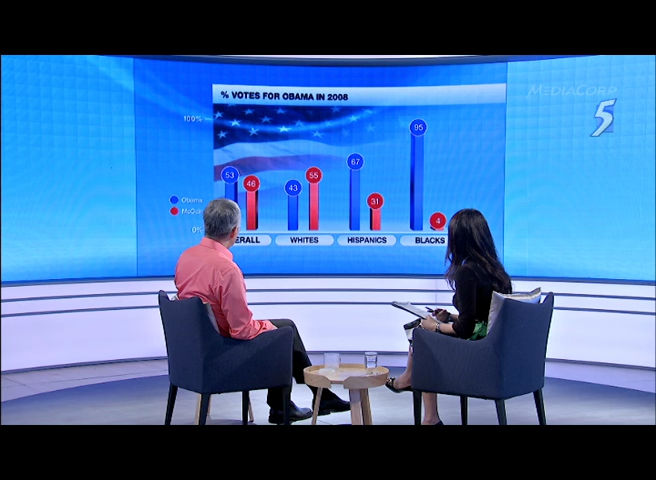 % VOTES FOR OBAMA IN 2008
MEDIACORP
5
100%
95
67
53
46
43
55
31
4
Obama
0%
WHITES
HISPANICS
BLACKS